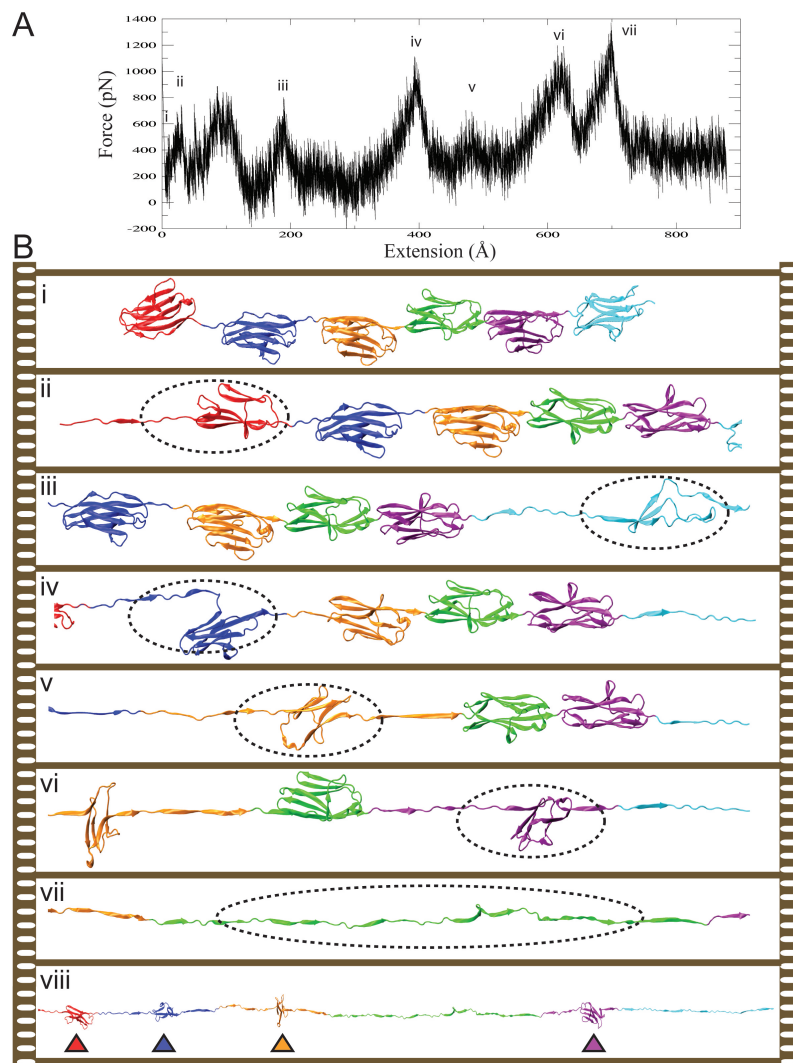 A
Force (pN)
1400
1200
1000
800
600
400
200
0
-200
i
ii
iii
iv
v
vi
vii
0
200
400
600
800
Extension (Å)
B
i
ii
iii
iv
v
vi
vii
viii